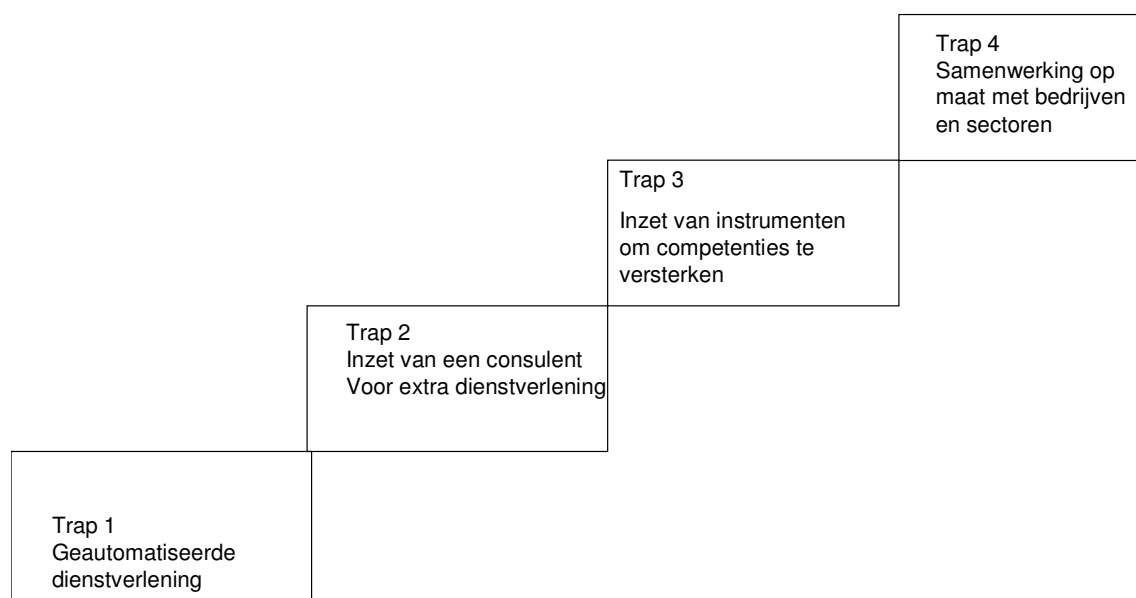 Trap 4
Samenwerking op
maat met bedrijven
en sectoren
Trap 3
Inzet van instrumenten
om competenties te
versterken
Trap 2
Inzet van een consulent
Voor extra dienstverlening
Trap 1
Geautomatiseerde
dienstverlening